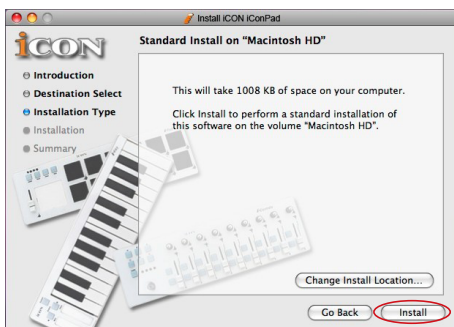 Install iCON iConPad
iCON
Standard Install on “Macintosh HD”
Introduction
Destination Select
Installation Type
Installation
Summary
This will take 1008 KB of space on your computer.
Click Install to perform a standard installation of
this software on the volume “Macintosh HD”.
Change Install Location...
Go Back
Install